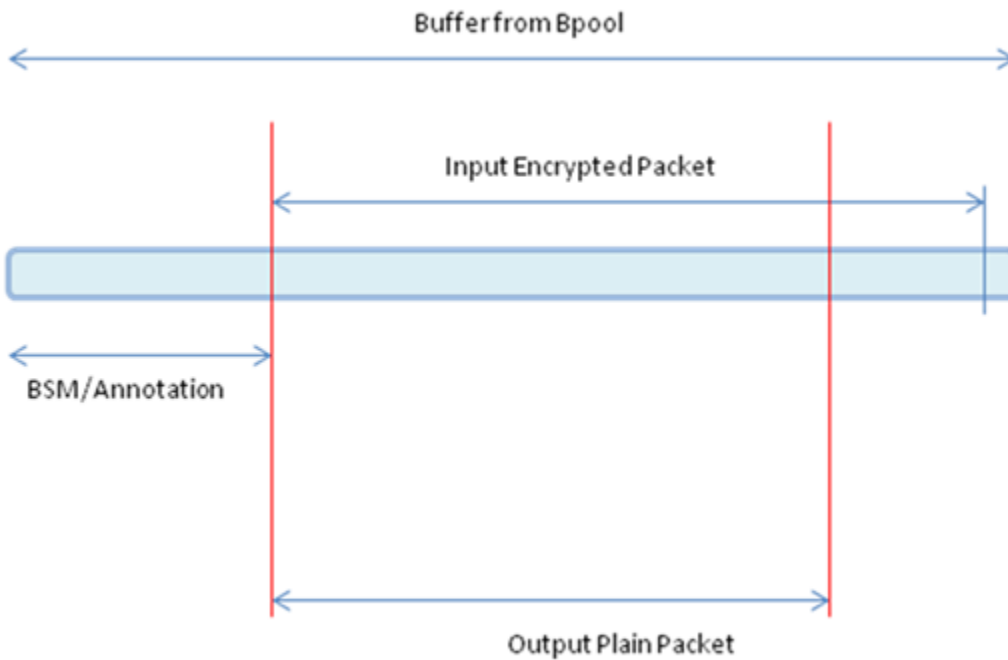 Buffer from Bpool
Input Encrypted Packet
BSM/Annotation
Output Plain Packet